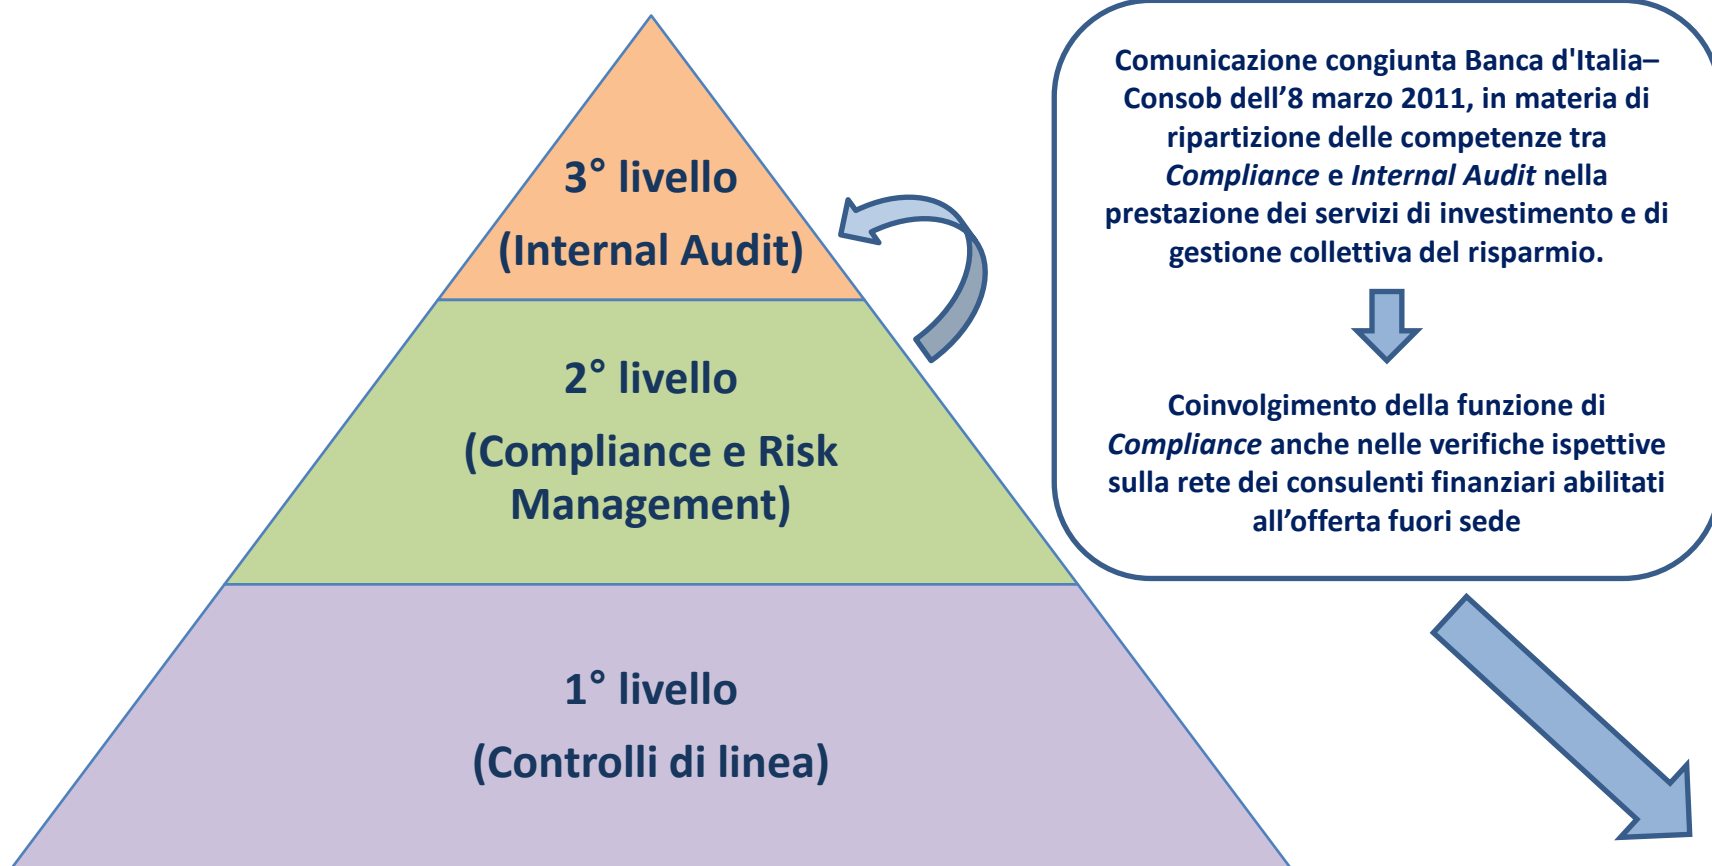 3° livello
(Internal Audit)
2° livello
(Compliance e Risk
Management)
1° livello
(Controlli di linea)
Comunicazione congiunta Banca d'Italia–
Consob dell’8 marzo 2011, in materia di
ripartizione delle competenze tra
Compliance e Internal Audit nella
prestazione dei servizi di investimento e di
gestione collettiva del risparmio.
Coinvolgimento della funzione di
Compliance anche nelle verifiche ispettive
sulla rete dei consulenti finanziari abilitati
all’offerta fuori sede